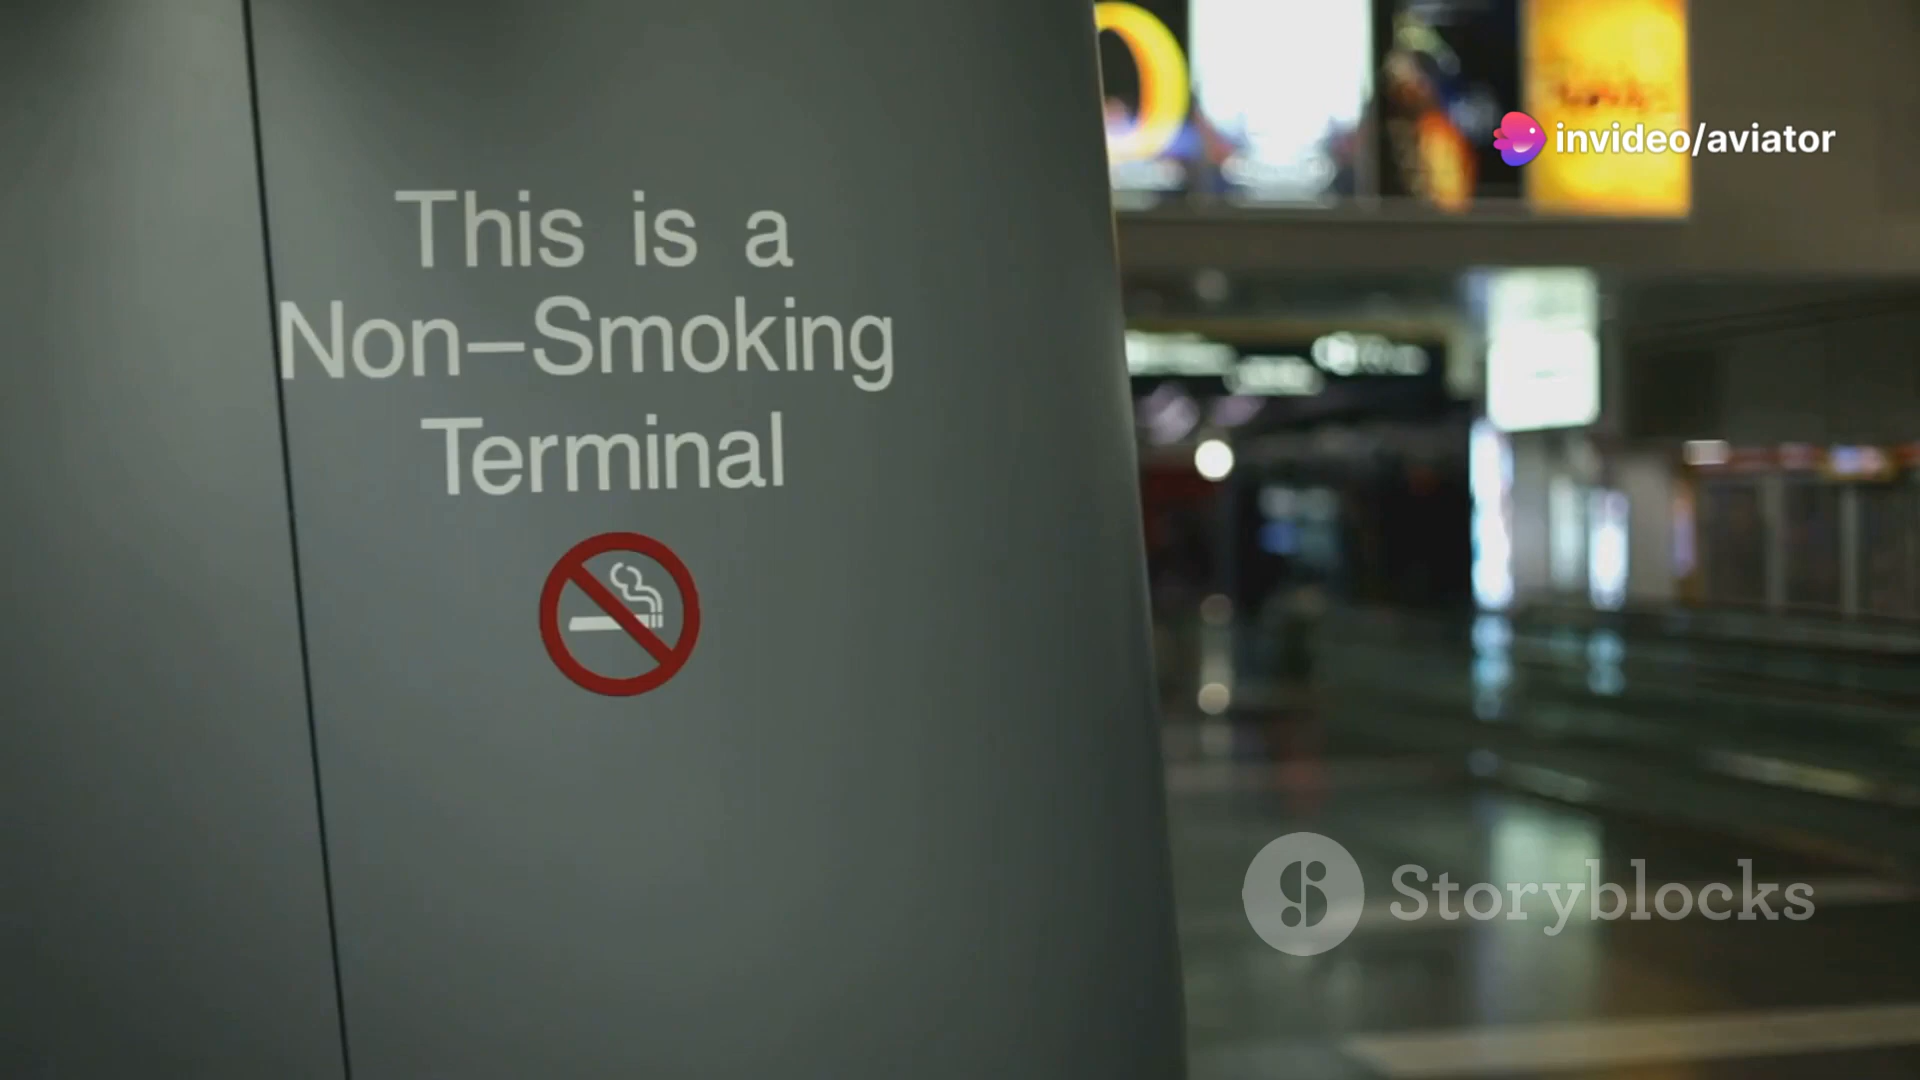 invideo/aviator
This is a
Non–Smoking
Terminal
Storyblocks